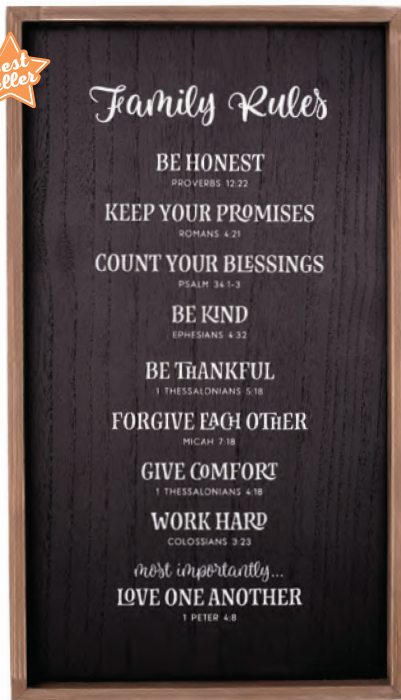 Family Rules
BE HONEST
PROVERBS 12:22
KEEP YOUR PROMISES
ROMANS 4:21
COUNT YOUR BLESSINGS
PSALM 34:1-3
BE KIND
EPHESIANS 4:32
BE THANKFUL
1 THESSALONIANS 5:18
FORGIVE EACH OTHER
MICAH 7:18
GIVE COMFORT
1 THESSALONIANS 4:18
WORK HARD
COLOSSIANS 3:23
most importantly...
LOVE ONE ANOTHER
1 PETER 4:8